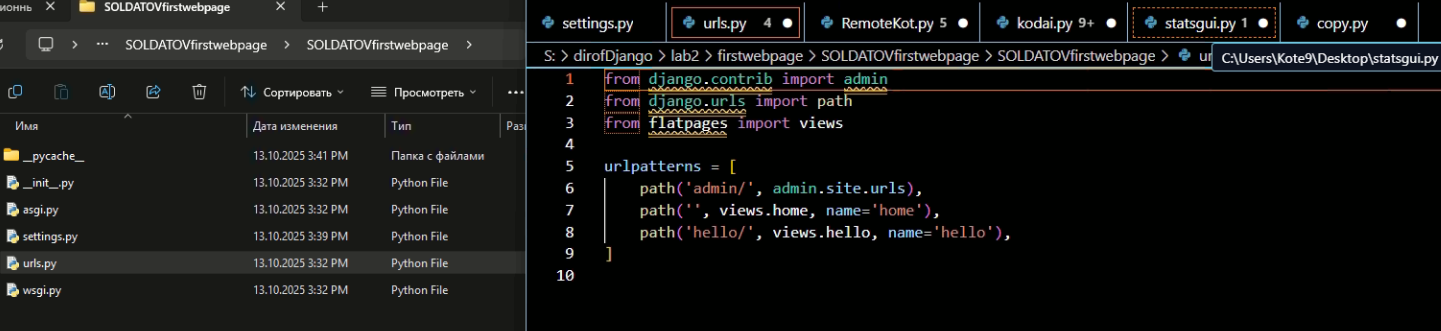 ионнь
SOLDATOVfirstwebpage
SOLDATOVfirstwebpage SOLDATOVfirstwebpage
Сортировать Просмотреть
Имя Дата изменения Тип Разм
__pycache__ 13.10.2025 3:41 PM Папка с файлами
__init__.py 13.10.2025 3:32 PM Python File
asgi.py 13.10.2025 3:32 PM Python File
settings.py 13.10.2025 3:39 PM Python File
urls.py 13.10.2025 3:32 PM Python File
wsgi.py 13.10.2025 3:32 PM Python File
settings.py urls.py 4 RemoteKot.py 5 kodai.py 9+ statsgui.py 1 copy.py
S: > dirofDjango > lab2 > firstwebpage > SOLDATOVfirstwebpage > SOLDATOVfirstwebpage > ur
C:\Users\Kote9\Desktop\statsgui.py
1 from django.contrib import admin
2 from django.urls import path
3 from flatpages import views
4
5 urlpatterns = [
6 path('admin/', admin.site.urls),
7 path('', views.home, name='home'),
8 path('hello/', views.hello, name='hello'),
9 ]
10